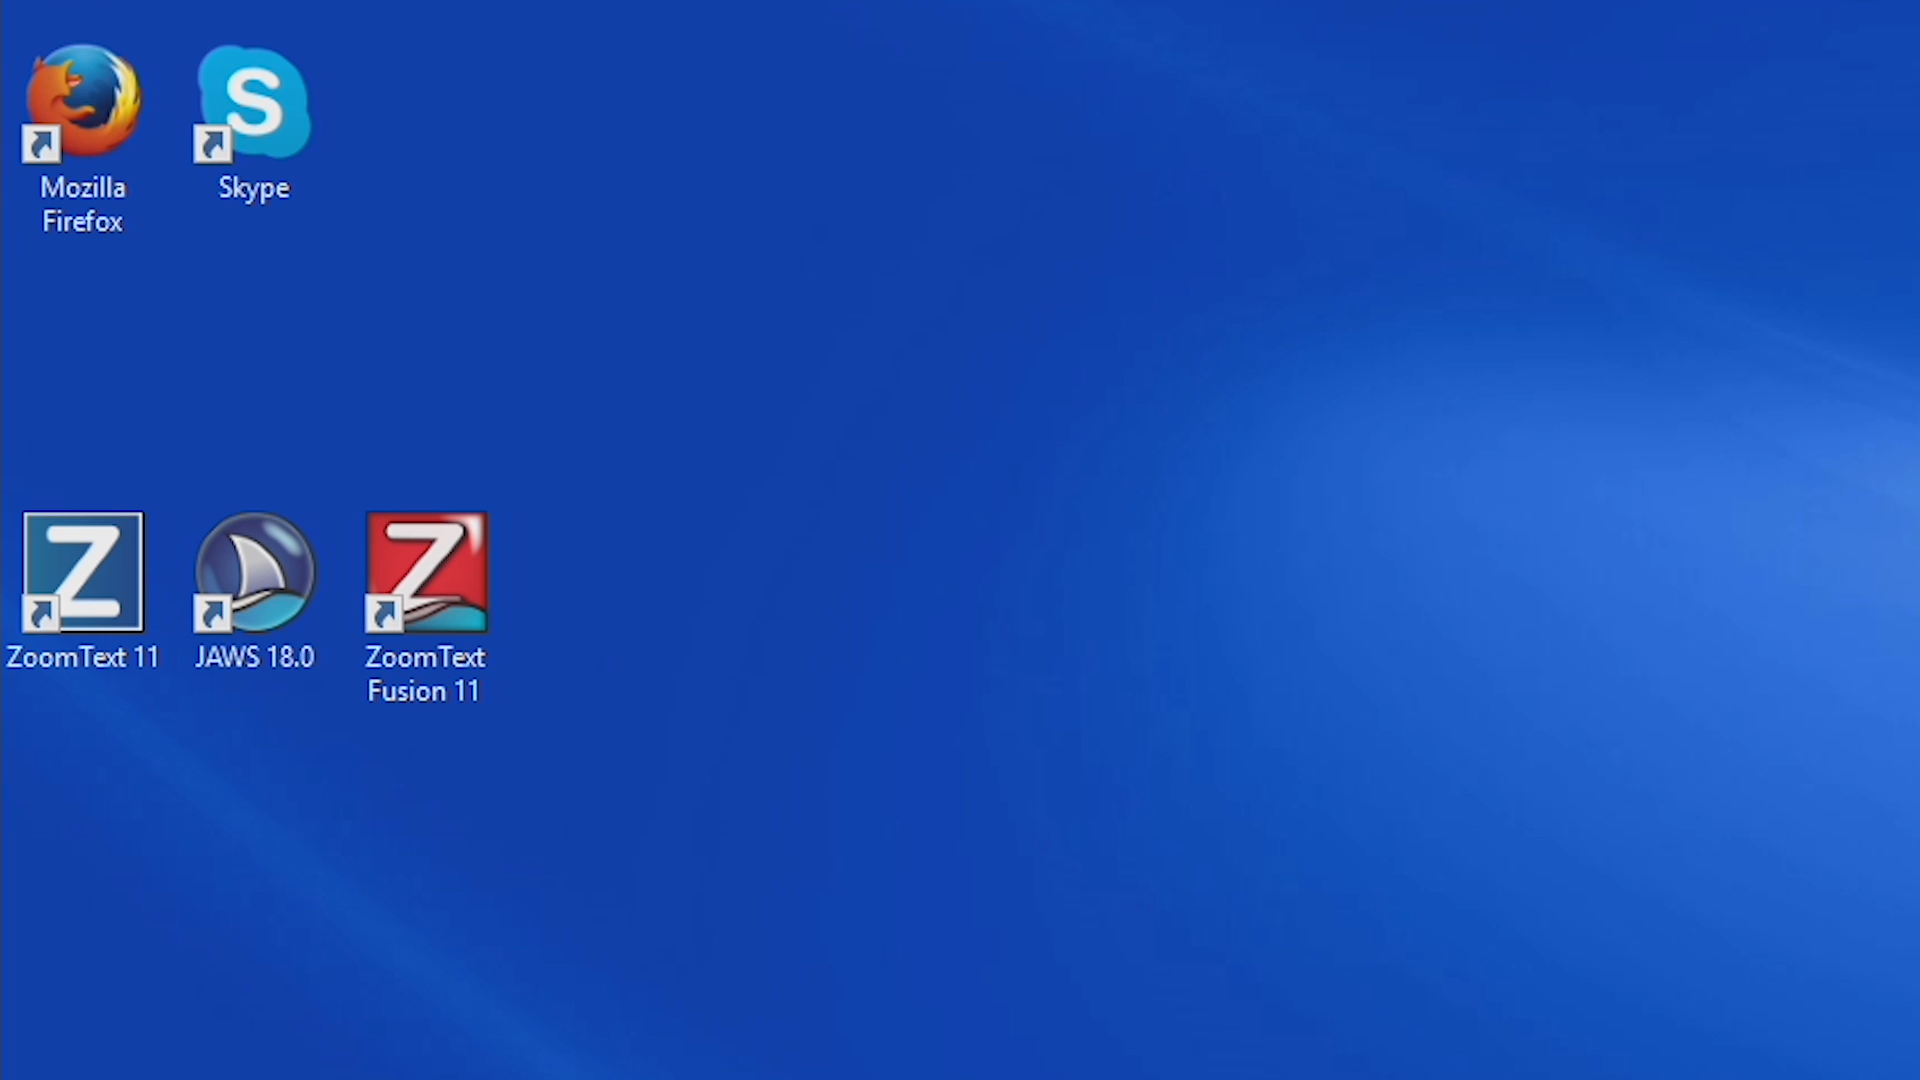 S
Mozilla
Firefox
Skype
Z
Z
ZoomText 11
JAWS 18.0
ZoomText
Fusion 11